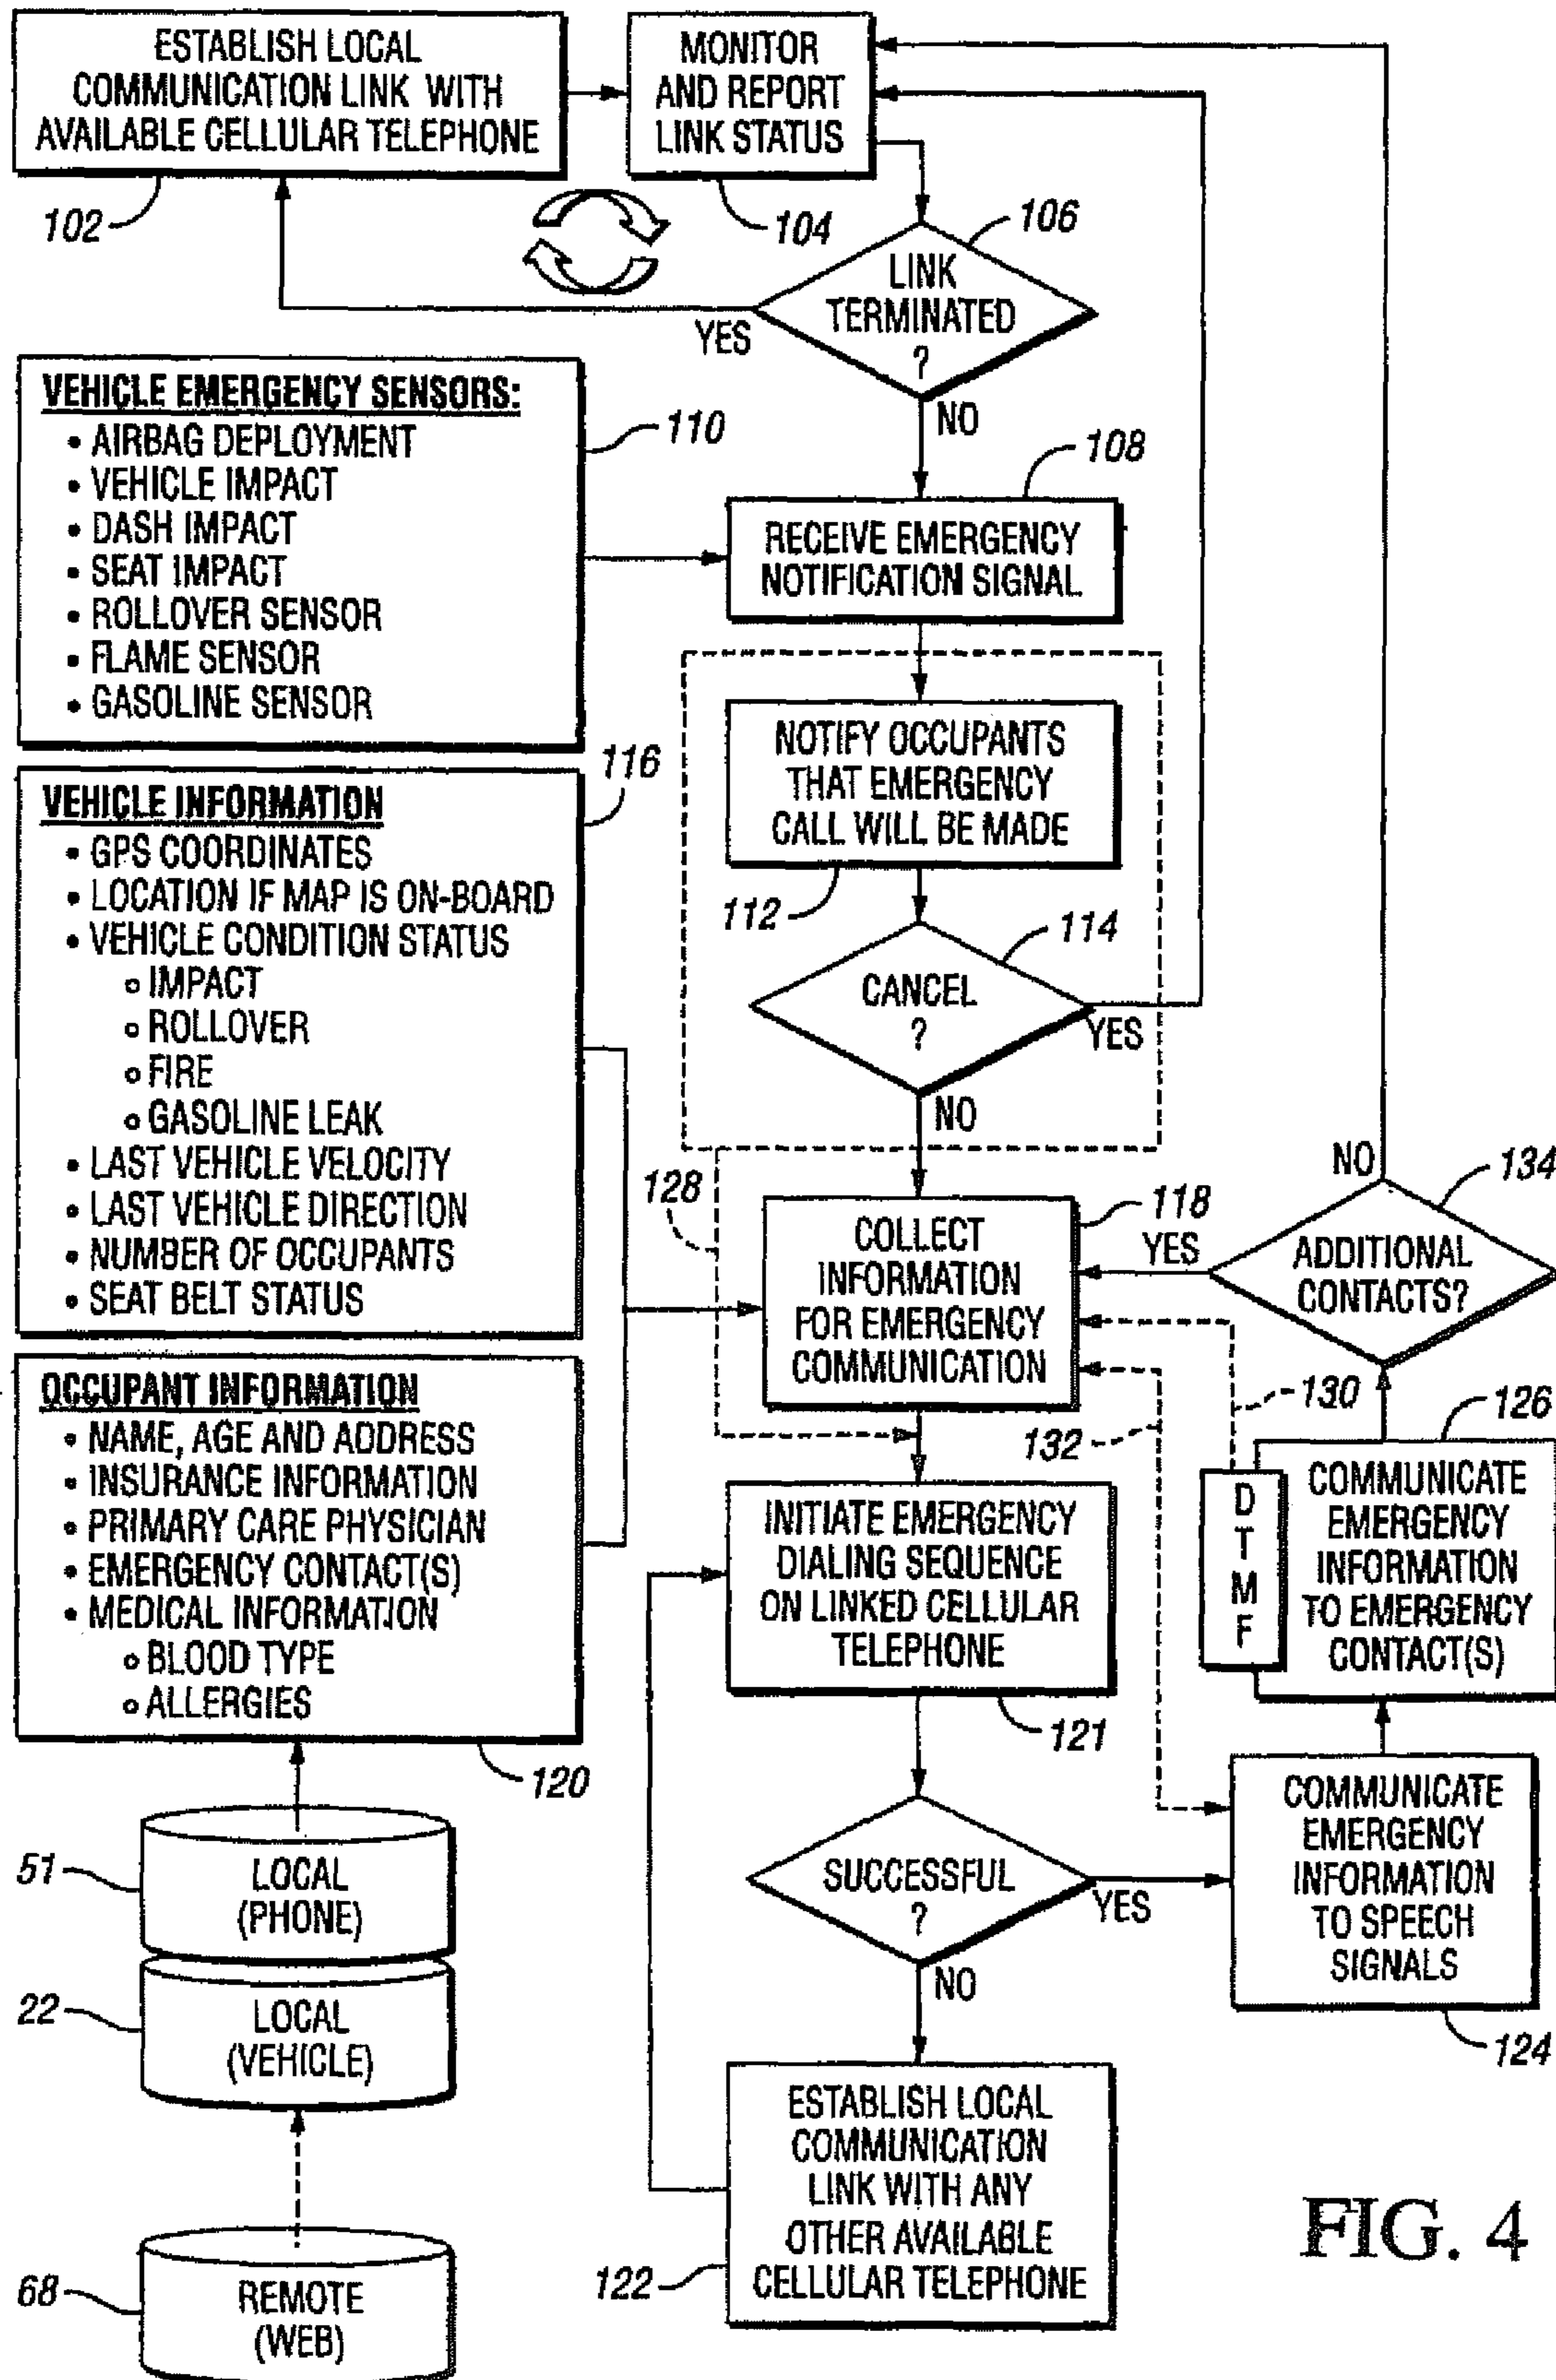 ESTABLISH LOCAL
COMMUNICATION LINK WITH
AVAILABLE CELLULAR TELEPHONE
102
MONITOR
AND REPORT
LINK STATUS
104
106
LINK
TERMINATED
?
YES
NO
VEHICLE EMERGENCY SENSORS:
• AIRBAG DEPLOYMENT
• VEHICLE IMPACT
• DASH IMPACT
• SEAT IMPACT
• ROLLOVER SENSOR
• FLAME SENSOR
• GASOLINE SENSOR
110
108
RECEIVE EMERGENCY
NOTIFICATION SIGNAL
NOTIFY OCCUPANTS
THAT EMERGENCY
CALL WILL BE MADE
112
114
CANCEL
?
YES
NO
116
VEHICLE INFORMATION
• GPS COORDINATES
• LOCATION IF MAP IS ON-BOARD
• VEHICLE CONDITION STATUS
o IMPACT
o ROLLOVER
o FIRE
o GASOLINE LEAK
• LAST VEHICLE VELOCITY
• LAST VEHICLE DIRECTION
• NUMBER OF OCCUPANTS
• SEAT BELT STATUS
128
118
COLLECT
INFORMATION
FOR EMERGENCY
COMMUNICATION
NO
134
YES
ADDITIONAL
CONTACTS?
130
132
126
OCCUPANT INFORMATION
• NAME, AGE AND ADDRESS
• INSURANCE INFORMATION
• PRIMARY CARE PHYSICIAN
• EMERGENCY CONTACT(S)
• MEDICAL INFORMATION
o BLOOD TYPE
o ALLERGIES
120
INITIATE EMERGENCY
DIALING SEQUENCE
ON LINKED CELLULAR
TELEPHONE
121
D
T
M
F
COMMUNICATE
EMERGENCY
INFORMATION
TO EMERGENCY
CONTACT(S)
51
LOCAL
(PHONE)
22
LOCAL
(VEHICLE)
68
REMOTE
(WEB)
SUCCESSFUL
?
YES
NO
COMMUNICATE
EMERGENCY
INFORMATION
TO SPEECH
SIGNALS
124
ESTABLISH LOCAL
COMMUNICATION
LINK WITH ANY
OTHER AVAILABLE
CELLULAR TELEPHONE
122
FIG. 4